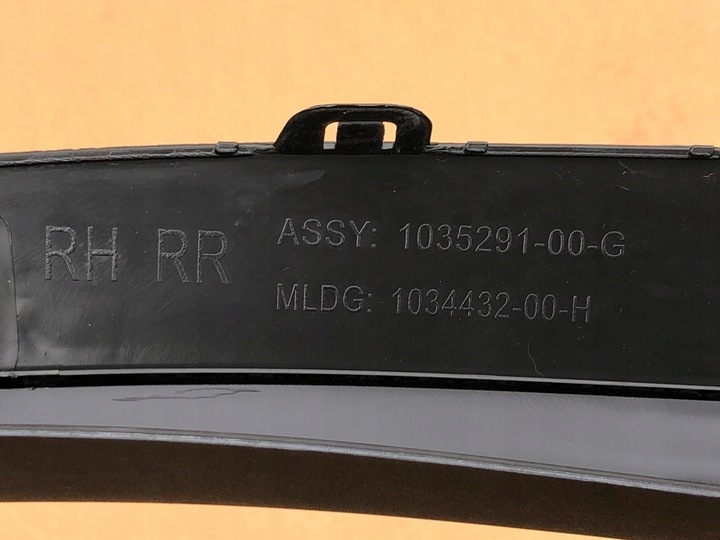 RH RR
ASSY: 1035291-00-G
MLDG: 1034432-00-H